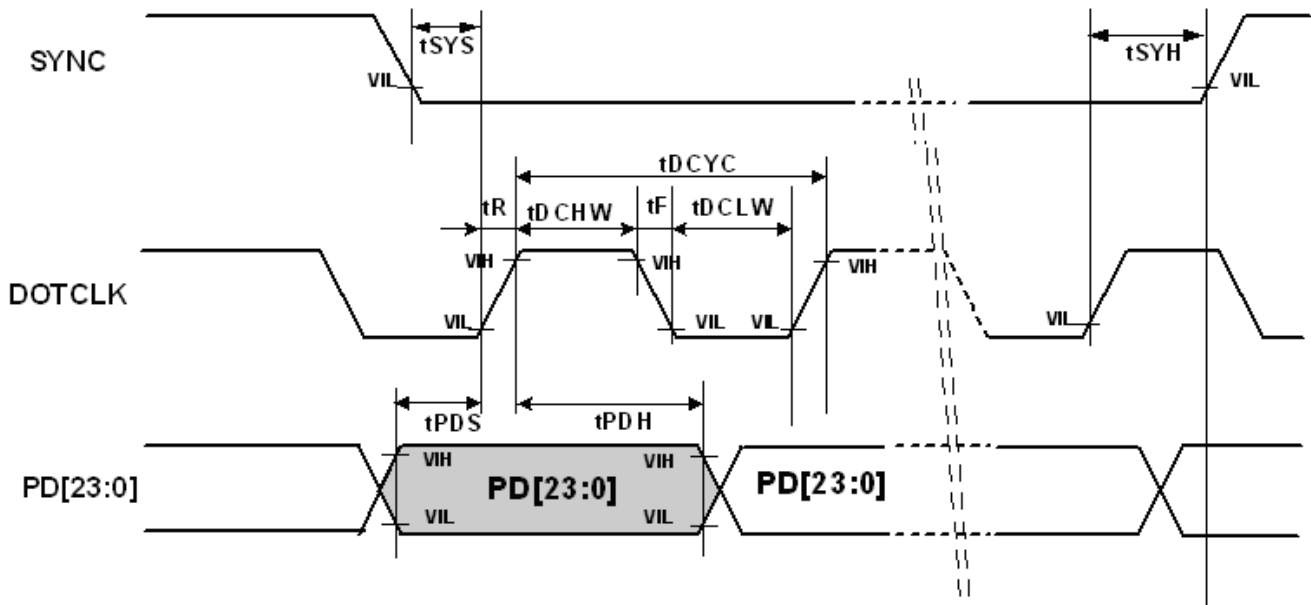 tSYS
tSYH
SYNC
VIL
VIL
tDCYC
tR
tDCHW
tF
tDCLW
VIH
VIH
VIH
DOTCLK
VIL
VIL
VIL
VIL
tPDS
tPDH
VIH
VIH
PD[23:0]
PD[23:0]
PD[23:0]
VIL
VIL